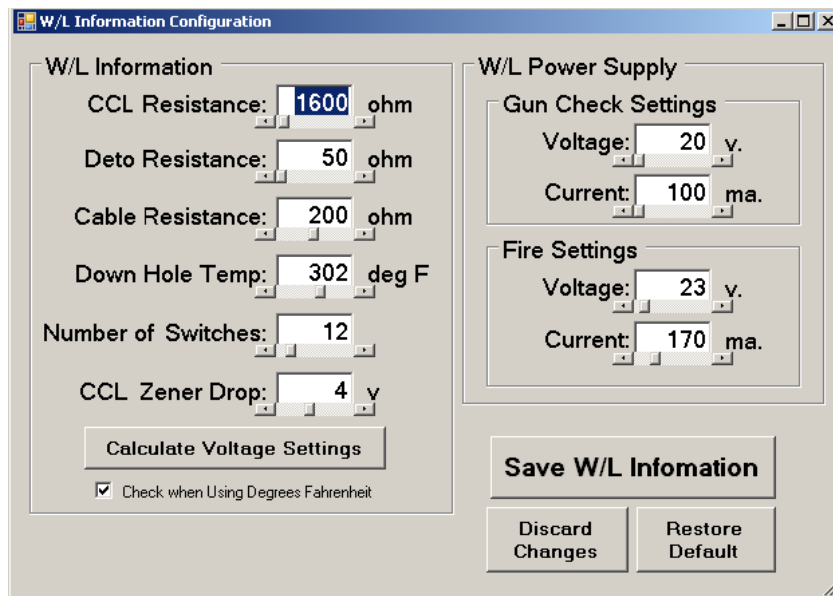 W/L Information Configuration
W/L Information
CCL Resistance: 1600 ohm
Deto Resistance: 50 ohm
Cable Resistance: 200 ohm
Down Hole Temp: 302 deg F
Number of Switches: 12
CCL Zener Drop: 4 v
Calculate Voltage Settings
Check when Using Degrees Fahrenheit
W/L Power Supply
Gun Check Settings
Voltage: 20 v.
Current: 100 ma.
Fire Settings
Voltage: 23 v.
Current: 170 ma.
Save W/L Infomation
Discard
Changes
Restore
Default